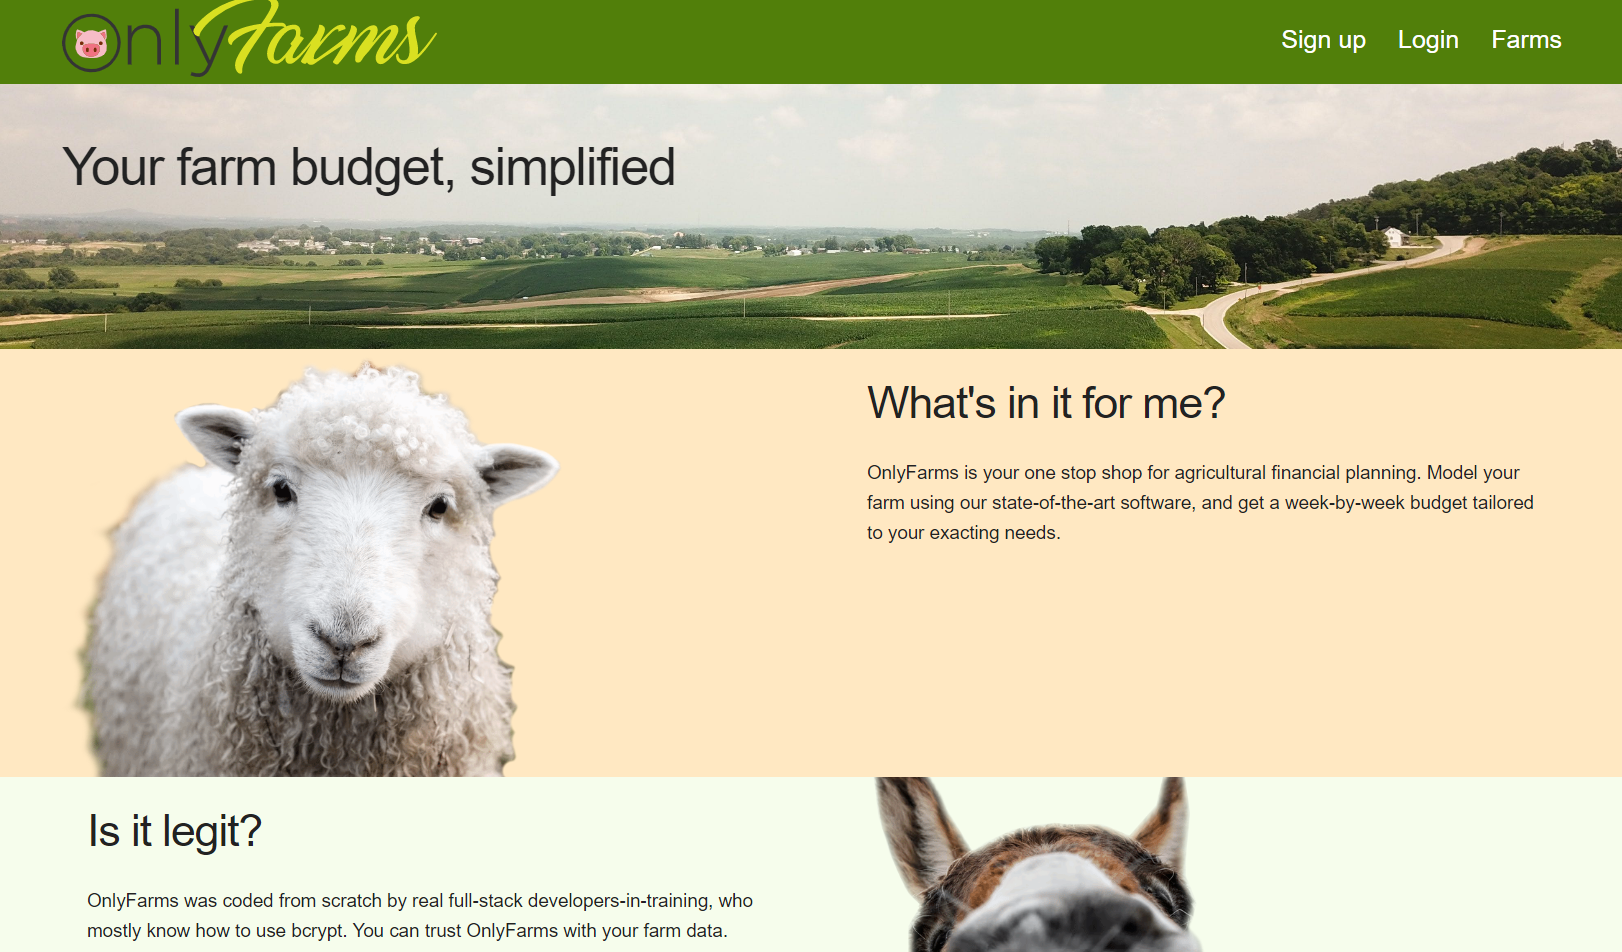 OnlyFarms
Sign up Login Farms
Your farm budget, simplified
What's in it for me?
OnlyFarms is your one stop shop for agricultural financial planning. Model your
farm using our state-of-the-art software, and get a week-by-week budget tailored
to your exacting needs.
Is it legit?
OnlyFarms was coded from scratch by real full-stack developers-in-training, who
mostly know how to use bcrypt. You can trust OnlyFarms with your farm data.